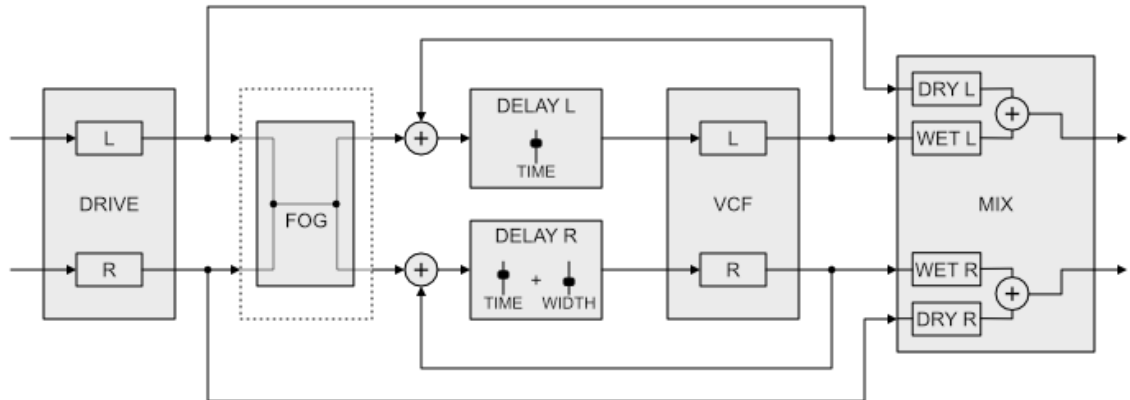 DRIVE
L
R
FOG
+
+
DELAY L
TIME
DELAY R
TIME + WIDTH
VCF
L
R
MIX
DRY L
WET L
+
WET R
DRY R
+